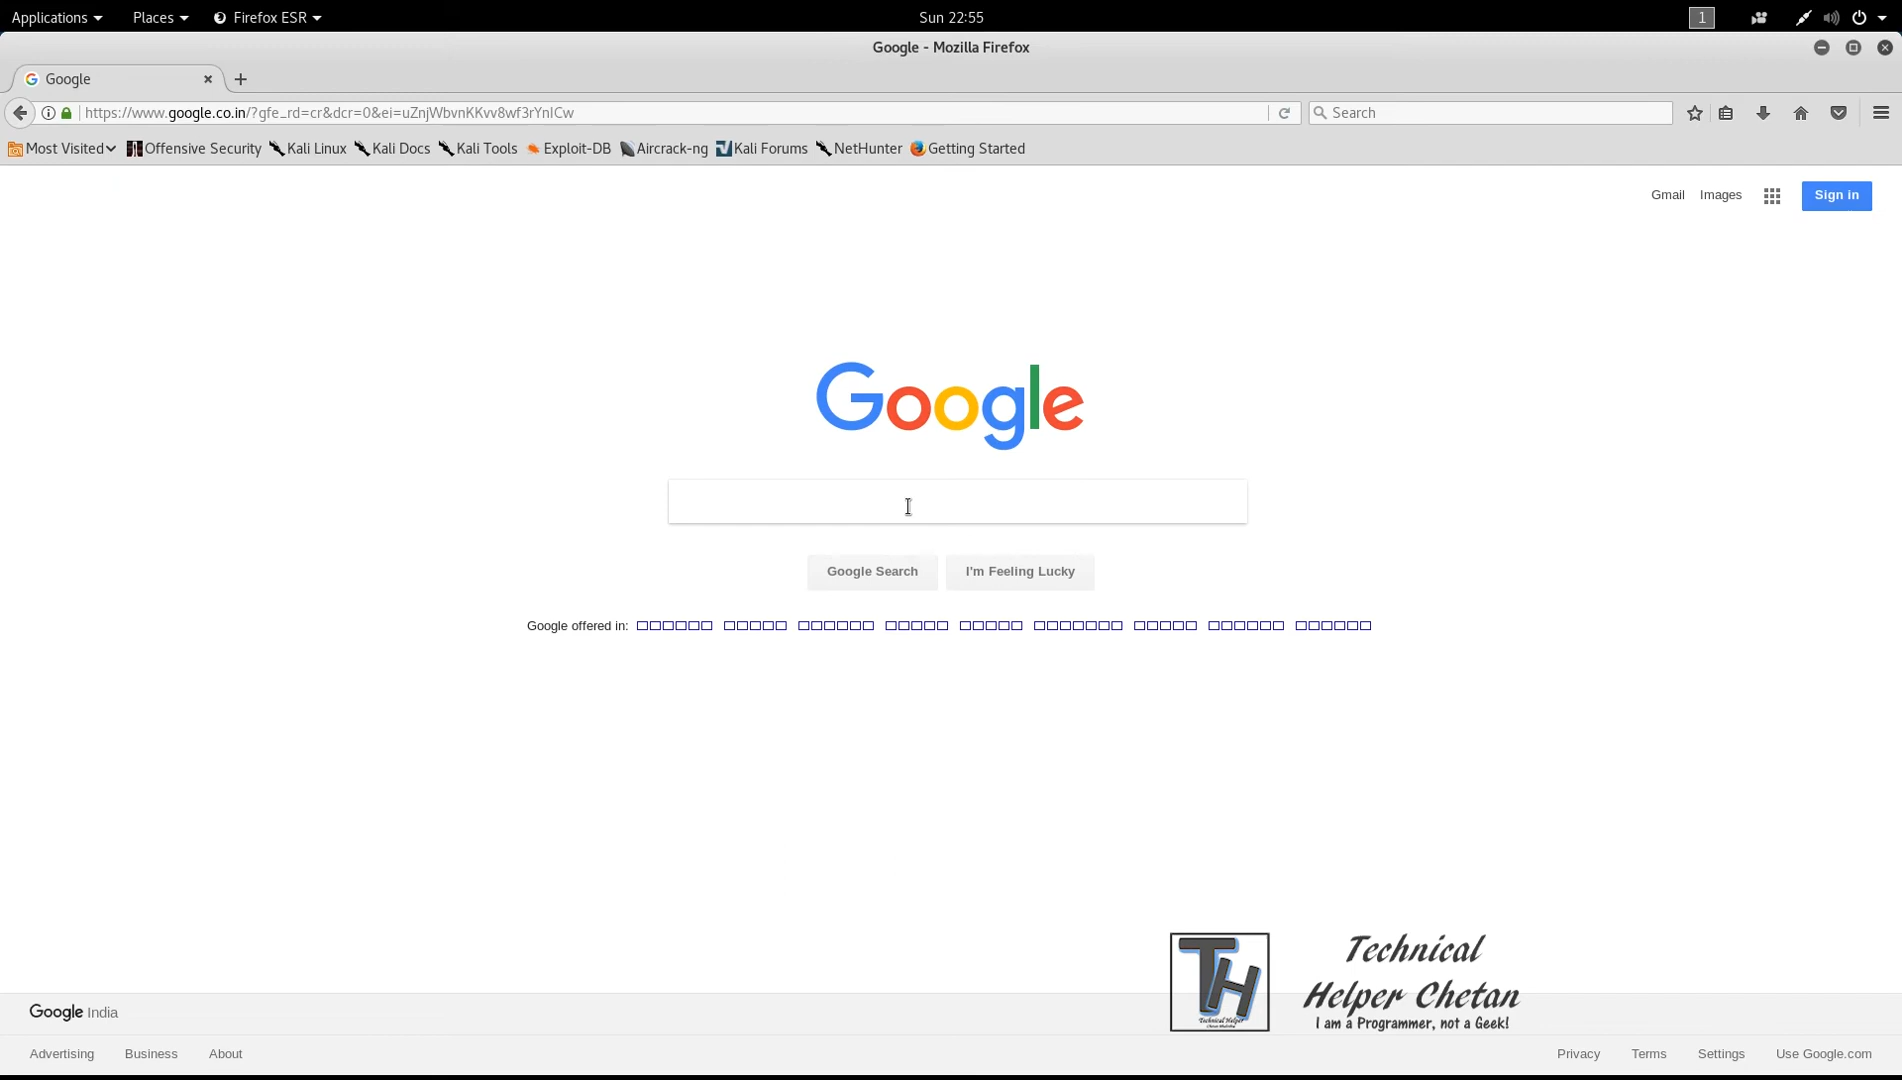 Applications Places Firefox ESR Sun 22:55 1
Google - Mozilla Firefox
Google
https://www.google.co.in/?gfe_rd=cr&dcr=0&ei=uZnjWbvnKKvv8wf3rYnICw Search
Most Visited Offensive Security Kali Linux Kali Docs Kali Tools Exploit-DB Aircrack-ng Kali Forums NetHunter Getting Started
Gmail Images Sign in
Google
Google Search I'm Feeling Lucky
Google offered in:
Technical
Helper Chetan
I am a Programmer, not a Geek!
TH
Technical Helper
Google India
Advertising Business About Privacy Terms Settings Use Google.com